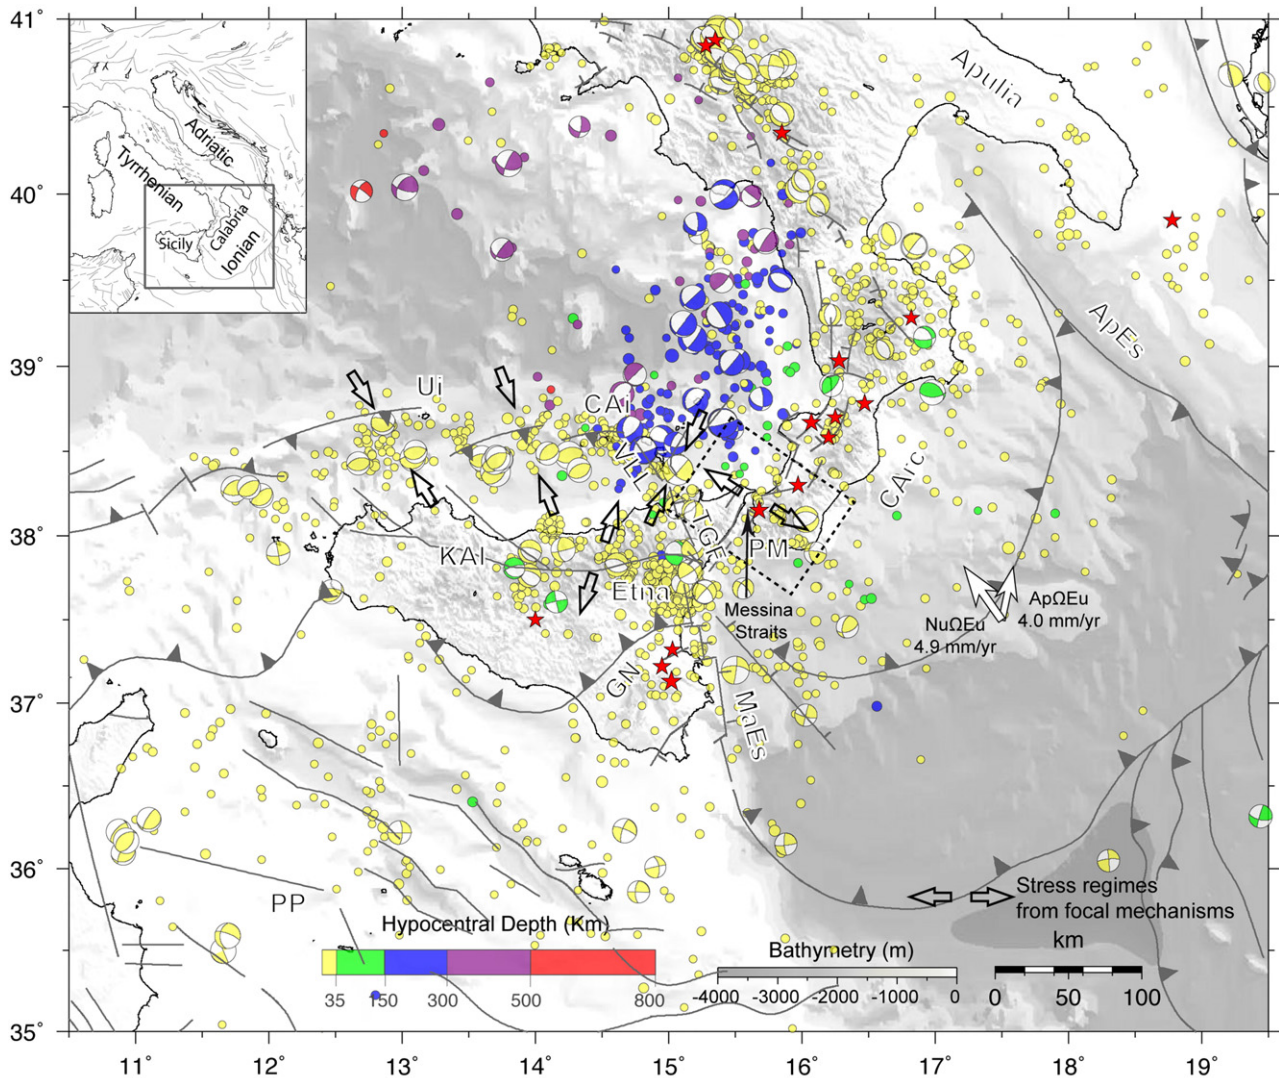 41°
40°
39°
38°
37°
36°
35°
11°
12°
13°
14°
15°
16°
17°
18°
19°
Adriatic
Tyrrhenian
Calabria
Sicily
Ionian
Apulia
ApEs
Ui
CAi
VIL
CArc
TGF
PM
KAI
Etna
Messina
Straits
NuΩEu
4.9 mm/yr
ApΩEu
4.0 mm/yr
GN
MaEs
PP
Stress regimes
from focal mechanisms
Hypocentral Depth (Km)
35
150
300
500
800
Bathymetry (m)
-4000
-3000
-2000
-1000
0
km
0
50
100